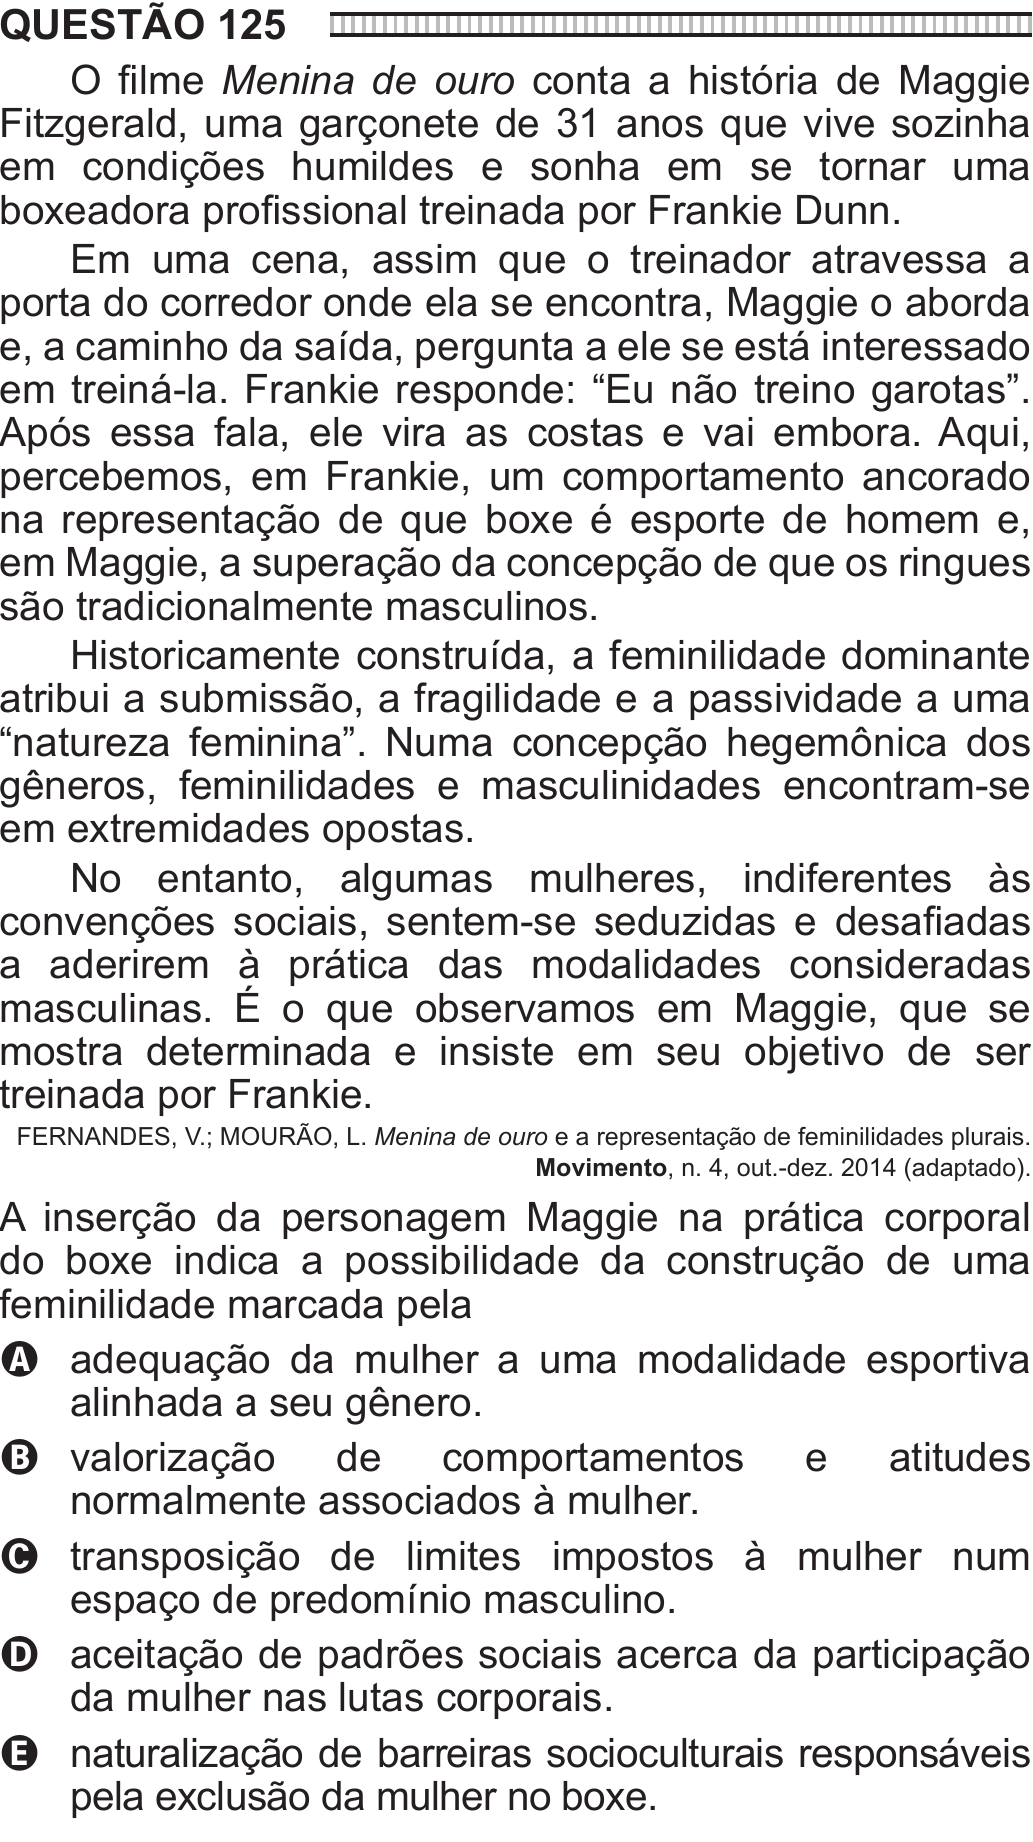 QUESTÃO 125
O filme Menina de ouro conta a história de Maggie
Fitzgerald, uma garçonete de 31 anos que vive sozinha
em condições humildes e sonha em se tornar uma
boxeadora profissional treinada por Frankie Dunn.
Em uma cena, assim que o treinador atravessa a
porta do corredor onde ela se encontra, Maggie o aborda
e, a caminho da saída, pergunta a ele se está interessado
em treiná-la. Frankie responde: “Eu não treino garotas”.
Após essa fala, ele vira as costas e vai embora. Aqui,
percebemos, em Frankie, um comportamento ancorado
na representação de que boxe é esporte de homem e,
em Maggie, a superação da concepção de que os ringues
são tradicionalmente masculinos.
Historicamente construída, a feminilidade dominante
atribui a submissão, a fragilidade e a passividade a uma
“natureza feminina”. Numa concepção hegemônica dos
gêneros, feminilidades e masculinidades encontram-se
em extremidades opostas.
No entanto, algumas mulheres, indiferentes às
convenções sociais, sentem-se seduzidas e desafiadas
a aderirem à prática das modalidades consideradas
masculinas. É o que observamos em Maggie, que se
mostra determinada e insiste em seu objetivo de ser
treinada por Frankie.
FERNANDES, V.; MOURÃO, L. Menina de ouro e a representação de feminilidades plurais.
Movimento, n. 4, out.-dez. 2014 (adaptado).
A inserção da personagem Maggie na prática corporal
do boxe indica a possibilidade da construção de uma
feminilidade marcada pela
A adequação da mulher a uma modalidade esportiva
alinhada a seu gênero.
B valorização de comportamentos e atitudes
normalmente associados à mulher.
C transposição de limites impostos à mulher num
espaço de predomínio masculino.
D aceitação de padrões sociais acerca da participação
da mulher nas lutas corporais.
E naturalização de barreiras socioculturais responsáveis
pela exclusão da mulher no boxe.